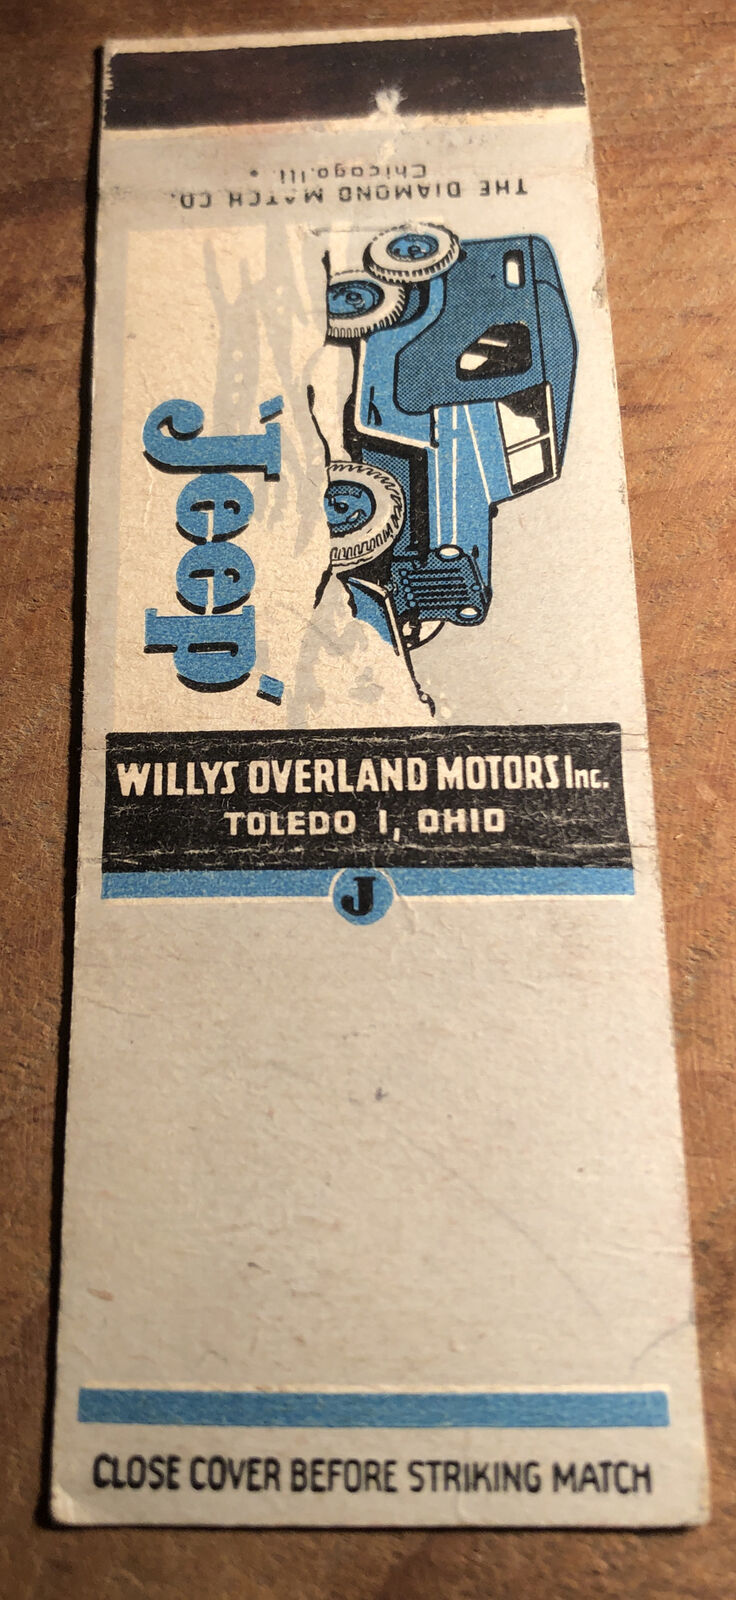 THE DIAMOND MATCH CO.
Chicago.Ill.
'Jeep'
WILLYS OVERLAND MOTORS Inc.
TOLEDO 1, OHIO
J
CLOSE COVER BEFORE STRIKING MATCH